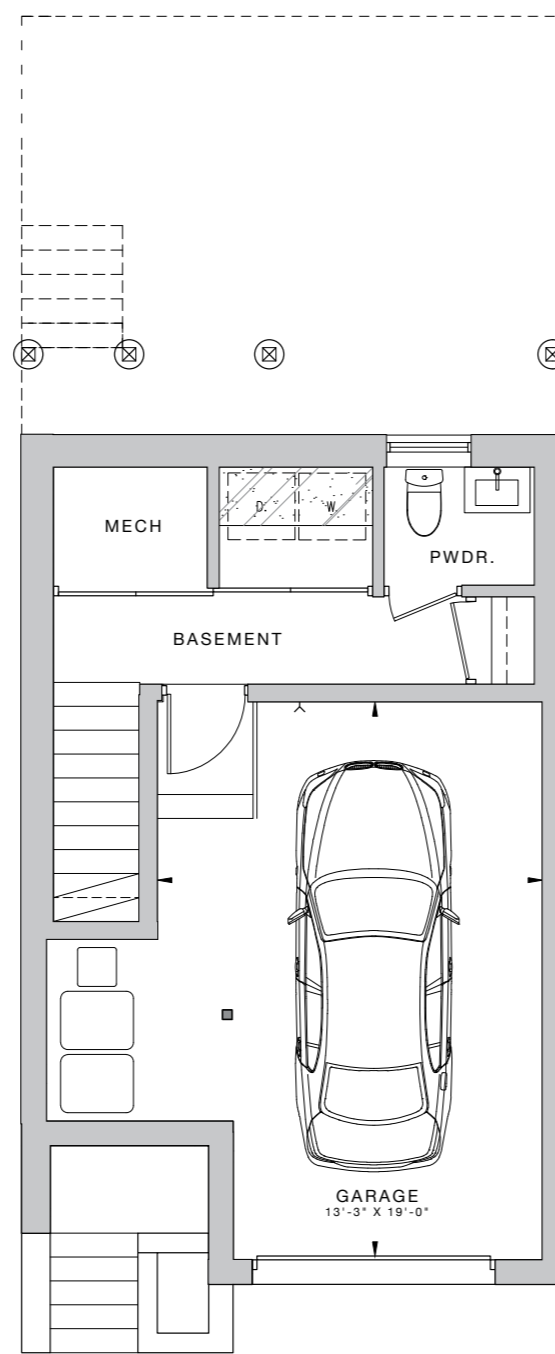 D.
W.
MECH
PWDR.
BASEMENT
GARAGE
13'-3" X 19'-0"